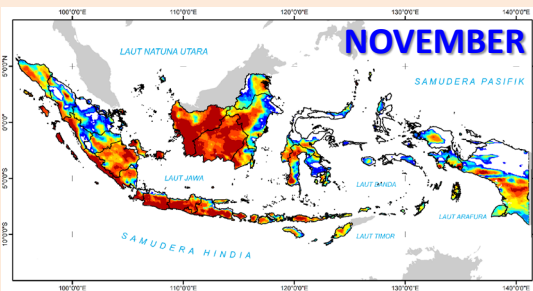 100°0'0"E 110°0'0"E 120°0'0"E 130°0'0"E 140°0'0"E
NOVEMBER
LAUT NATUNA UTARA
5°0'0"N
SAMUDERA PASIFIK
0°0'0"
LAUT JAWA
LAUT BANDA
5°0'0"S
LAUT ARAFURA
SAMUDERA HINDIA
LAUT TIMOR
10°0'0"S
100°0'0"E 110°0'0"E 120°0'0"E 130°0'0"E 140°0'0"E